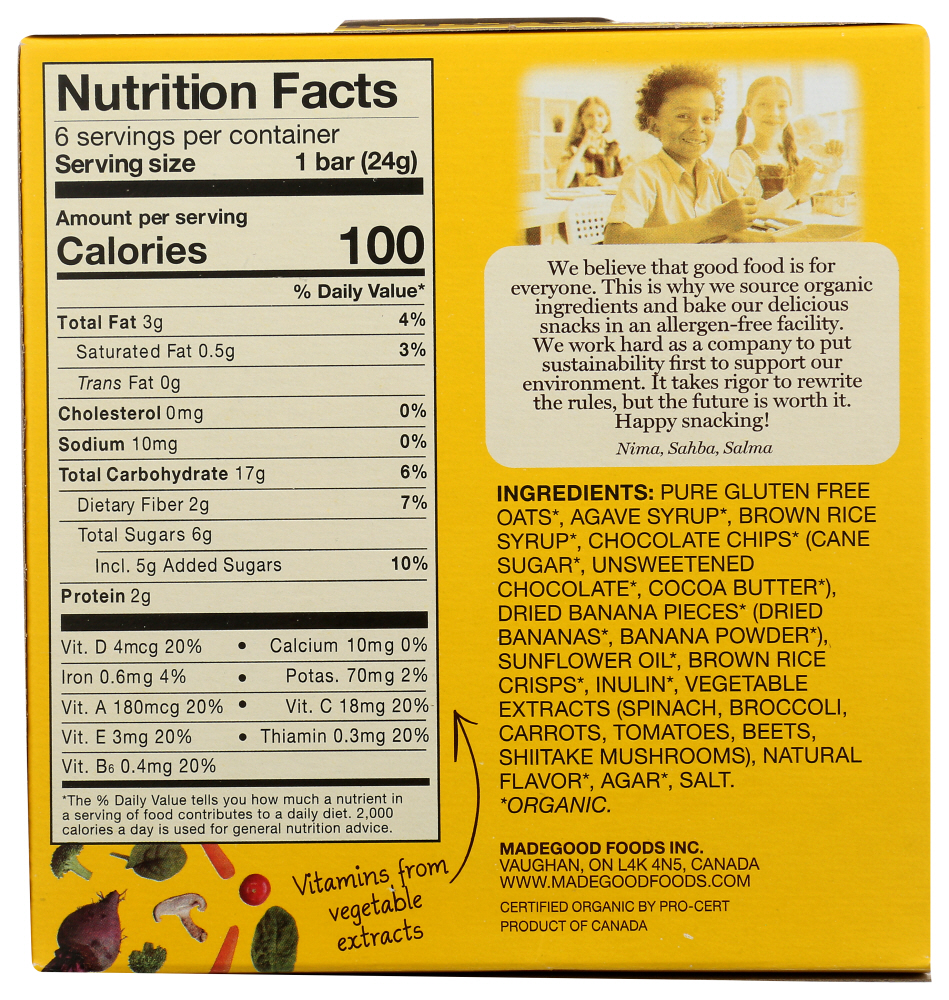 Nutrition Facts
6 servings per container
Serving size 1 bar (24g)
Amount per serving
Calories 100
% Daily Value*
Total Fat 3g 4%
Saturated Fat 0.5g 3%
Trans Fat 0g
Cholesterol 0mg 0%
Sodium 10mg 0%
Total Carbohydrate 17g 6%
Dietary Fiber 2g 7%
Total Sugars 6g
Incl. 5g Added Sugars 10%
Protein 2g
Vit. D 4mcg 20% • Calcium 10mg 0%
Iron 0.6mg 4% • Potas. 70mg 2%
Vit. A 180mcg 20% • Vit. C 18mg 20%
Vit. E 3mg 20% • Thiamin 0.3mg 20%
Vit. B6 0.4mg 20%
*The % Daily Value tells you how much a nutrient in
a serving of food contributes to a daily diet. 2,000
calories a day is used for general nutrition advice.
Vitamins from
vegetable
extracts
We believe that good food is for
everyone. This is why we source organic
ingredients and bake our delicious
snacks in an allergen-free facility.
We work hard as a company to put
sustainability first to support our
environment. It takes rigor to rewrite
the rules, but the future is worth it.
Happy snacking!
Nima, Sahba, Salma
INGREDIENTS: PURE GLUTEN FREE
OATS*, AGAVE SYRUP*, BROWN RICE
SYRUP*, CHOCOLATE CHIPS* (CANE
SUGAR*, UNSWEETENED
CHOCOLATE*, COCOA BUTTER*),
DRIED BANANA PIECES* (DRIED
BANANAS*, BANANA POWDER*),
SUNFLOWER OIL*, BROWN RICE
CRISPS*, INULIN*, VEGETABLE
EXTRACTS (SPINACH, BROCCOLI,
CARROTS, TOMATOES, BEETS,
SHIITAKE MUSHROOMS), NATURAL
FLAVOR*, AGAR*, SALT.
*ORGANIC.
MADEGOOD FOODS INC.
VAUGHAN, ON L4K 4N5, CANADA
WWW.MADEGOODFOODS.COM
CERTIFIED ORGANIC BY PRO-CERT
PRODUCT OF CANADA